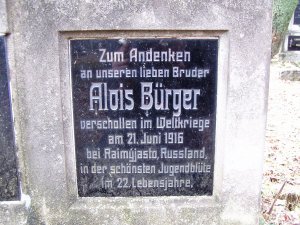 Zum Andenken
an unseren lieben Bruder
Alois Bürger
verschollen im Weltkriege
am 21. Juni 1916
bei Raimýjasto, Russland,
in der schönsten Jugendblüte
im 22. Lebensjahre.